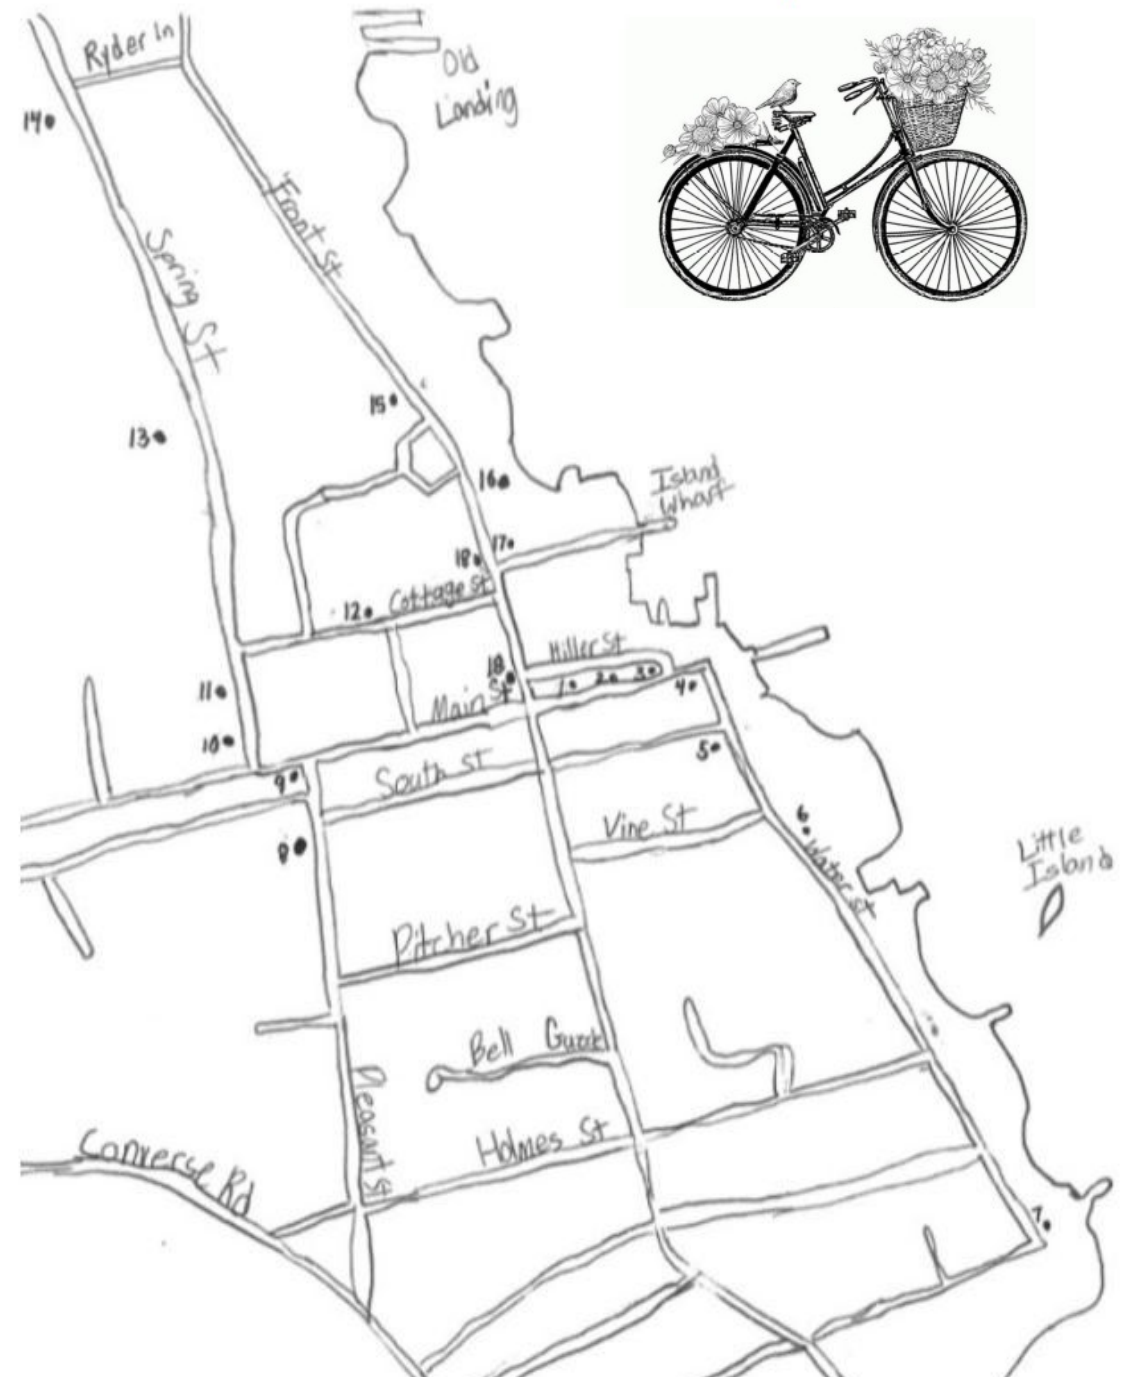 Ryder ln
Old
Landing
14
Front St
Spring St
15
13
16
Island
Wharf
17
18
Cottage St
12
Hiller St
18
1
2
3
4
11
Main St
10
5
9
South St
Vine St
6
8
Water St
Little
Island
Pitcher St
Bell
Pleasant St
Holmes St
Converse Rd
7